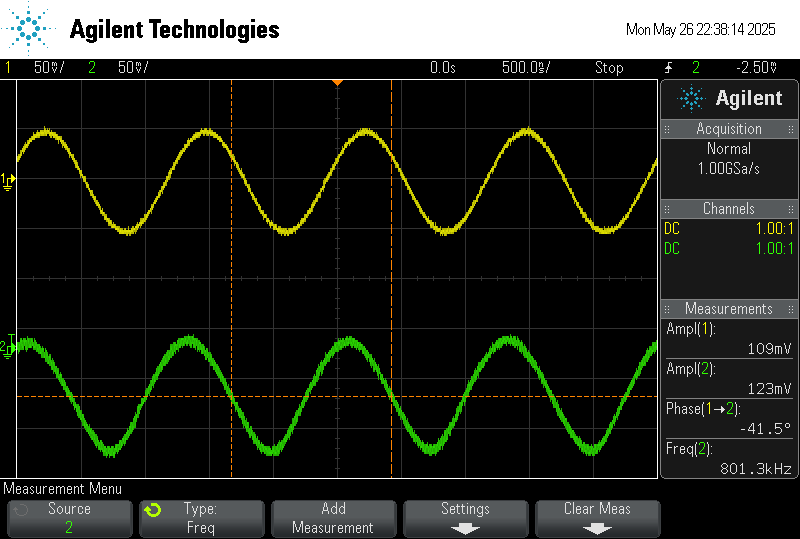 Agilent Technologies
Mon May 26 22:38:14 2025
1 50mV/ 2 50mV/ 0.0s 500.0ns/ Stop 2 -2.50mV
Agilent
Acquisition
Normal
1.00GSa/s
Channels
DC 1.00:1
DC 1.00:1
Measurements
Ampl(1):
109mV
Ampl(2):
123mV
Phase(1→2):
-41.5°
Freq(2):
801.3kHz
1
T
2
Measurement Menu
Source
2
Type:
Freq
Add
Measurement
Settings
Clear Meas